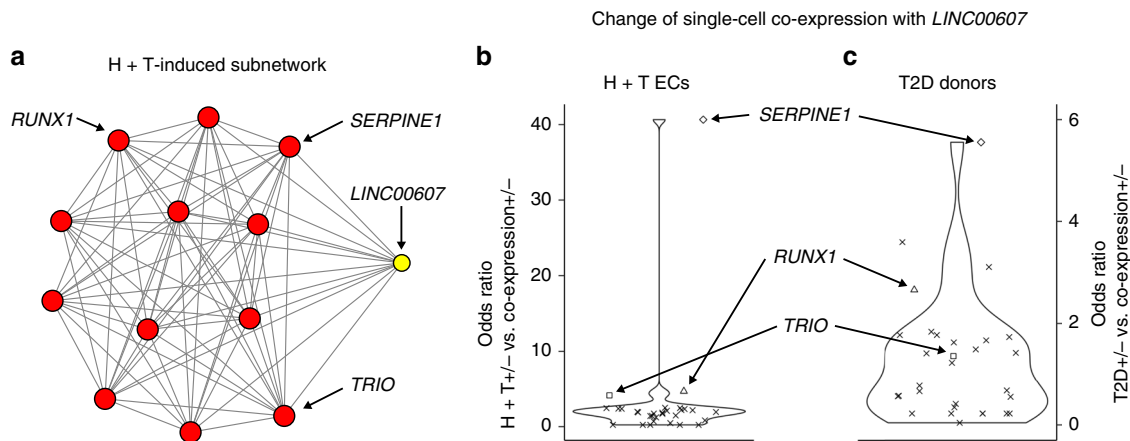 Change of single-cell co-expression with LINC00607
a
H + T-induced subnetwork
RUNX1
SERPINE1
LINC00607
TRIO
b
H + T ECs
Odds ratio
H + T+/– vs. co-expression+/–
40
30
20
10
0
SERPINE1
RUNX1
TRIO
c
T2D donors
6
4
2
0
Odds ratio
T2D+/– vs. co-expression+/–